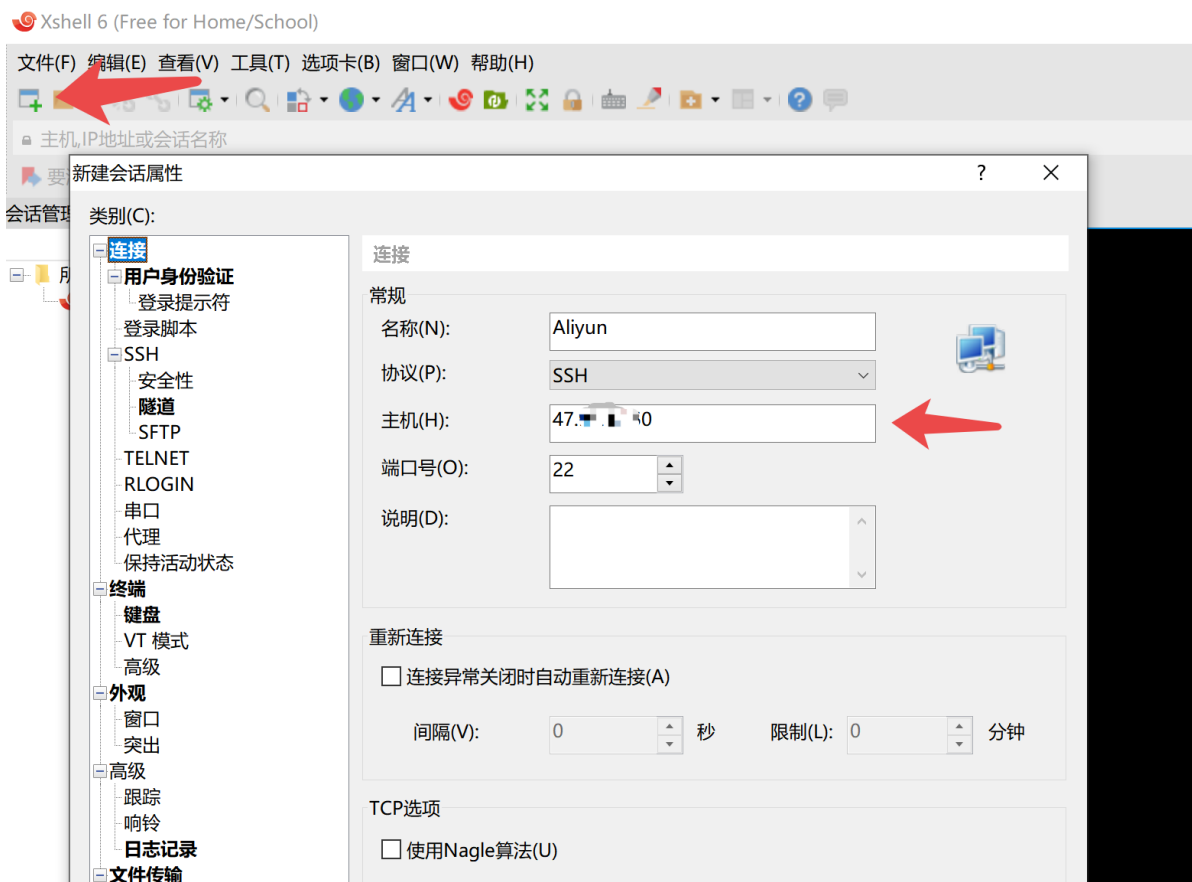 Xshell 6 (Free for Home/School)
文件(F) 编辑(E) 查看(V) 工具(T) 选项卡(B) 窗口(W) 帮助(H)
主机,IP地址或会话名称
要
新建会话属性
?
会话管理
类别(C):
所
连接
用户身份验证
登录提示符
登录脚本
SSH
安全性
隧道
SFTP
TELNET
RLOGIN
串口
代理
保持活动状态
终端
键盘
VT 模式
高级
外观
窗口
突出
高级
跟踪
响铃
日志记录
文件传输
连接
常规
名称(N): Aliyun
协议(P): SSH
主机(H): 47. 0
端口号(O): 22
说明(D):
重新连接
连接异常关闭时自动重新连接(A)
间隔(V): 0 秒 限制(L): 0 分钟
TCP选项
使用Nagle算法(U)